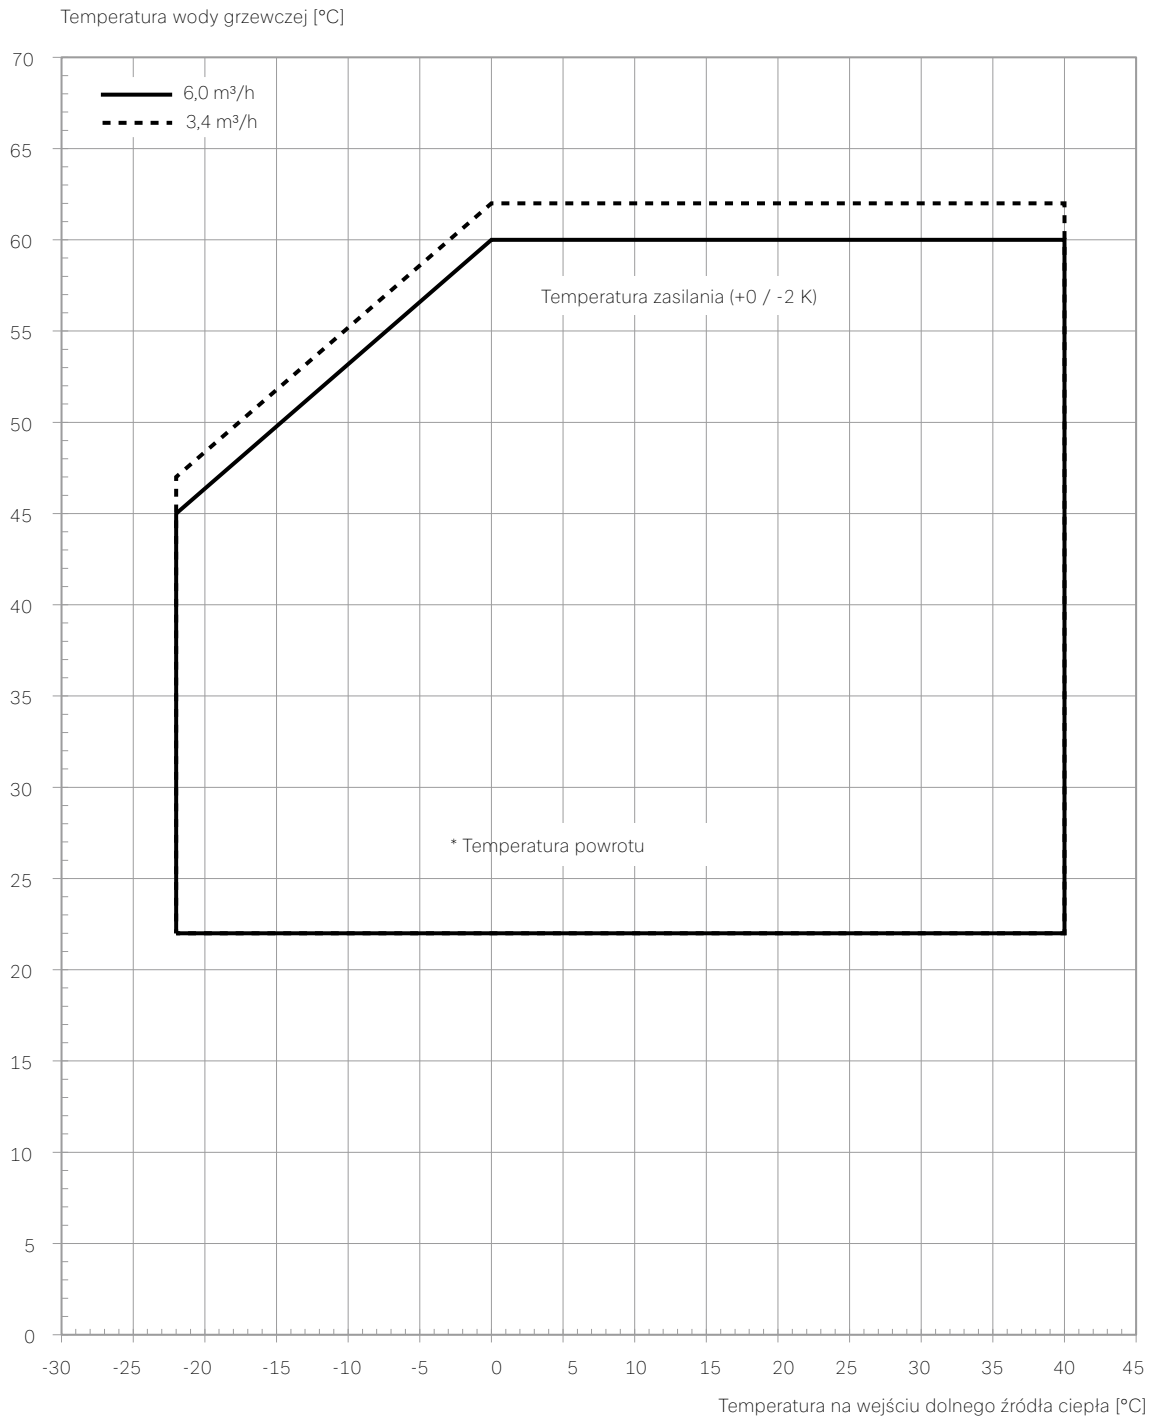 Temperatura wody grzewczej [°C]
70
6,0 m³/h
3,4 m³/h
65
60
Temperatura zasilania (+0 / -2 K)
55
50
45
40
35
30
* Temperatura powrotu
25
20
15
10
5
0
-30 -25 -20 -15 -10 -5 0 5 10 15 20 25 30 35 40 45
Temperatura na wejściu dolnego źródła ciepła [°C]